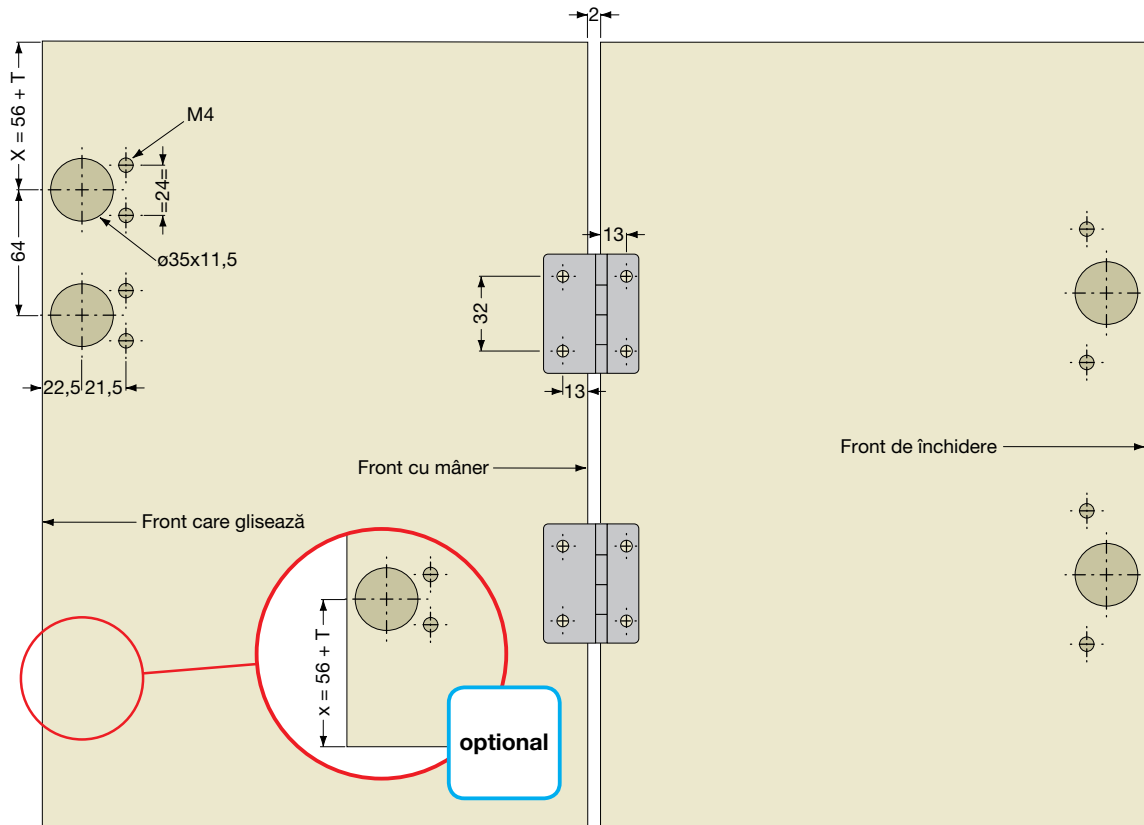 2
X = 56 + T
M4
=24=
64
ø35x11,5
13
32
22,5
21,5
13
Front de închidere
Front cu mâner
Front care glisează
x = 56 + T
optional